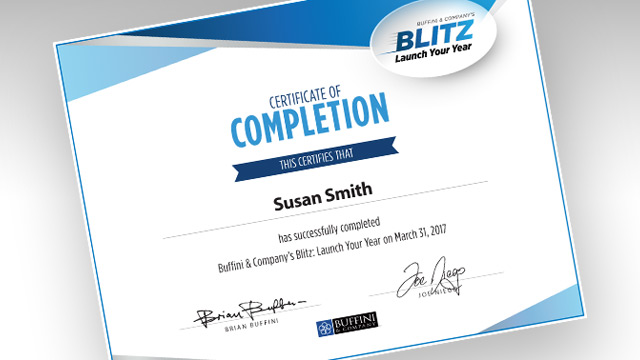 BUFFINI & COMPANY'S
BLITZ
Launch Your Year
CERTIFICATE OF
COMPLETION
THIS CERTIFIES THAT
Susan Smith
has successfully completed
Buffini & Company's Blitz: Launch Your Year on March 31, 2017
Brian Buffini
BRIAN BUFFINI
Joe Niego
JOE NIEGO
BUFFINI
& COMPANY